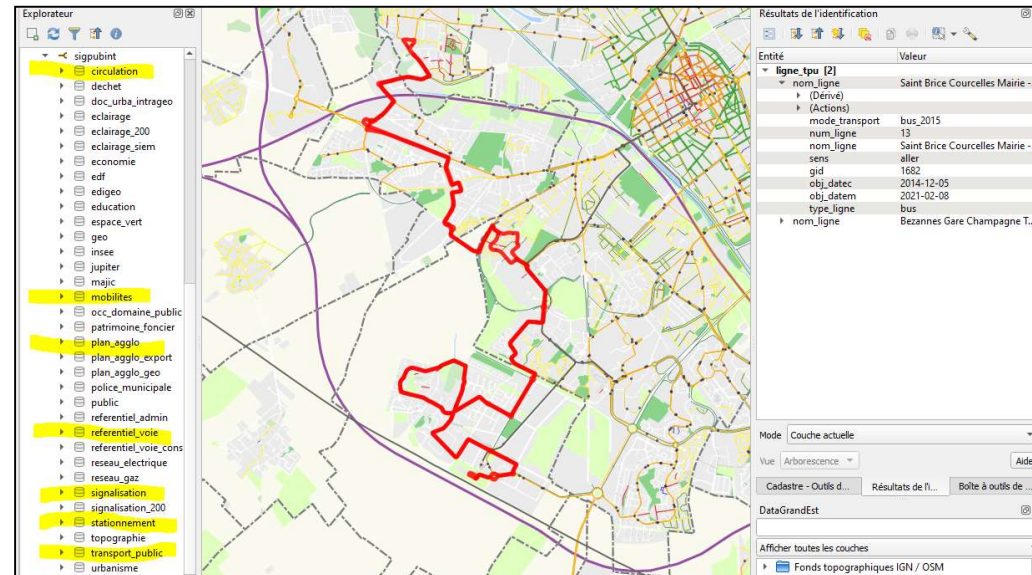 Explorateur
sigpubint
circulation
dechet
doc_urba_intrageo
eclairage
eclairage_200
eclairage_siem
economie
edf
edigeo
education
espace_vert
geo
insee
jupiter
majic
mobilites
occ_domaine_public
patrimoine_foncier
plan_agglo
plan_agglo_export
plan_agglo_geo
police_municipale
public
referentiel_admin
referentiel_voie
referentiel_voie_cons
reseau_electrique
reseau_gaz
signalisation
signalisation_200
stationnement
topographie
transport_public
urbanisme
Résultats de l'identification
Entité Valeur
ligne_tpu [2]
nom_ligne Saint Brice Courcelles Mairie -
(Dérivé)
(Actions)
mode_transport bus_2015
num_ligne 13
nom_ligne Saint Brice Courcelles Mairie -
sens aller
gid 1682
obj_datec 2014-12-05
obj_datem 2021-02-08
type_ligne bus
nom_ligne Bezannes Gare Champagne T...
Mode Couche actuelle
Vue Arborescence Aide
Cadastre - Outils d... Résultats de l'i... Boîte à outils de ...
DataGrandEst
Afficher toutes les couches
Fonds topographiques IGN / OSM